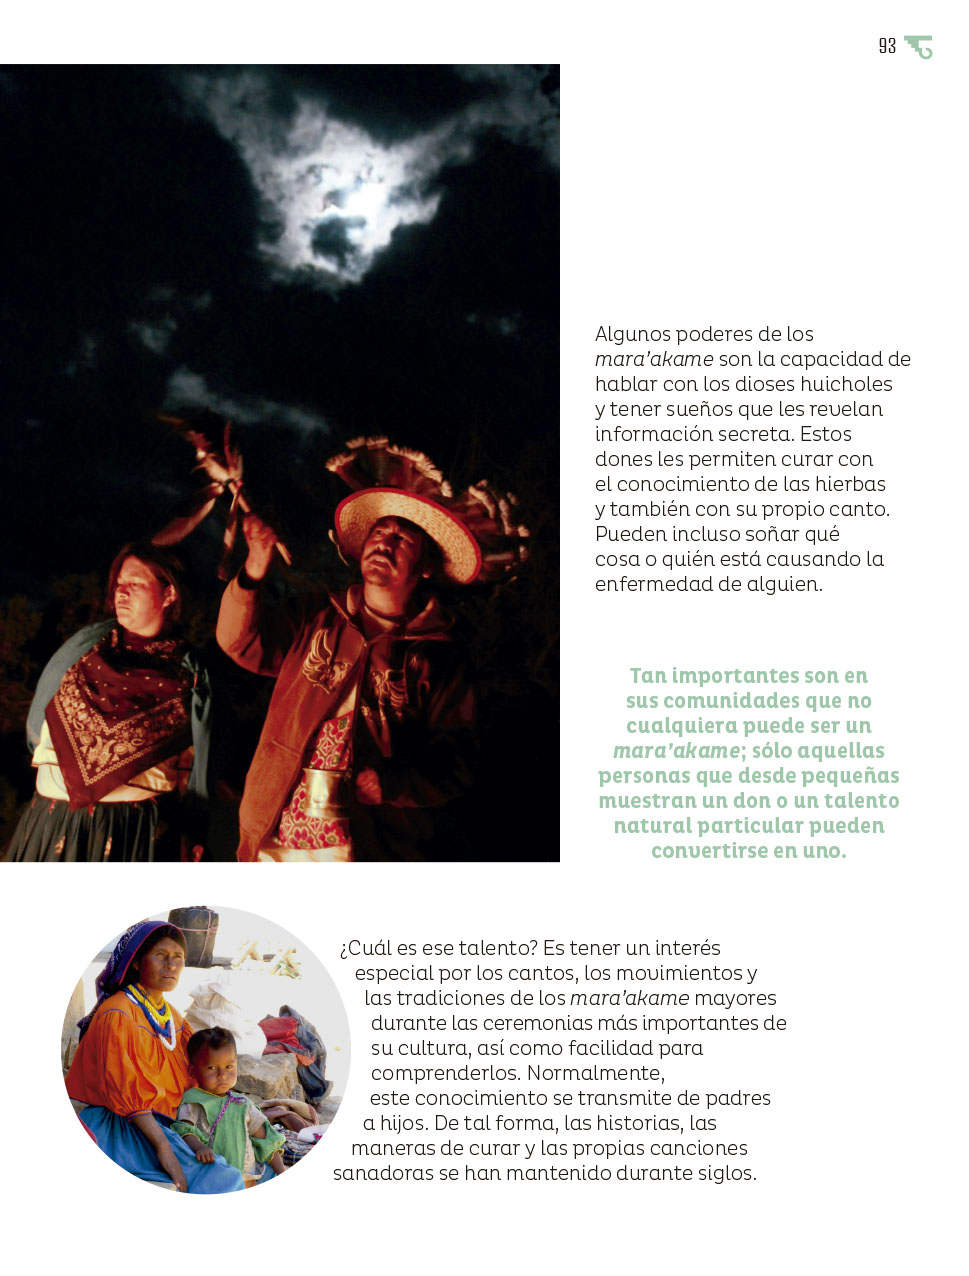 93
Algunos poderes de los
mara’akame son la capacidad de
hablar con los dioses huicholes
y tener sueños que les revelan
información secreta. Estos
dones les permiten curar con
el conocimiento de las hierbas
y también con su propio canto.
Pueden incluso soñar qué
cosa o quién está causando la
enfermedad de alguien.
Tan importantes son en
sus comunidades que no
cualquiera puede ser un
mara’akame; sólo aquellas
personas que desde pequeñas
muestran un don o un talento
natural particular pueden
convertirse en uno.
¿Cuál es ese talento? Es tener un interés
especial por los cantos, los movimientos y
las tradiciones de los mara’akame mayores
durante las ceremonias más importantes de
su cultura, así como facilidad para
comprenderlos. Normalmente,
este conocimiento se transmite de padres
a hijos. De tal forma, las historias, las
maneras de curar y las propias canciones
sanadoras se han mantenido durante siglos.